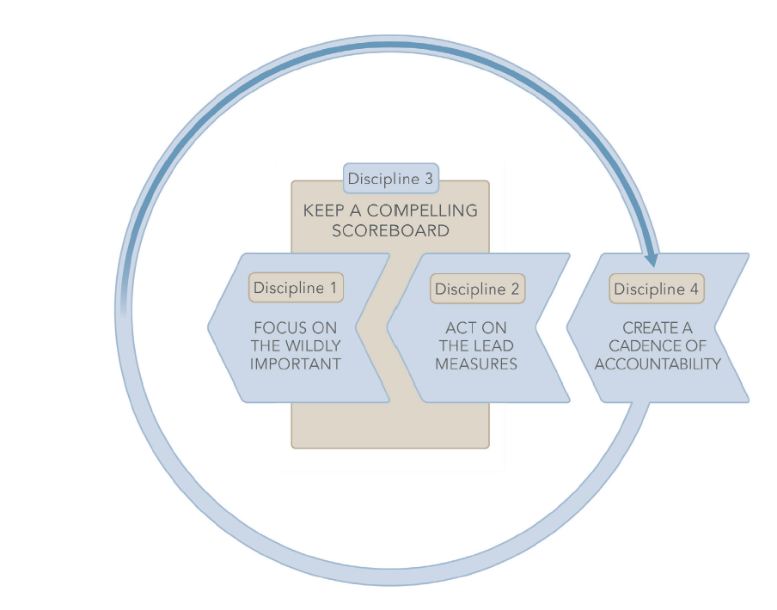 Discipline 3
KEEP A COMPELLING
SCOREBOARD
Discipline 1
FOCUS ON
THE WILDLY
IMPORTANT
Discipline 2
ACT ON
THE LEAD
MEASURES
Discipline 4
CREATE A
CADENCE OF
ACCOUNTABILITY